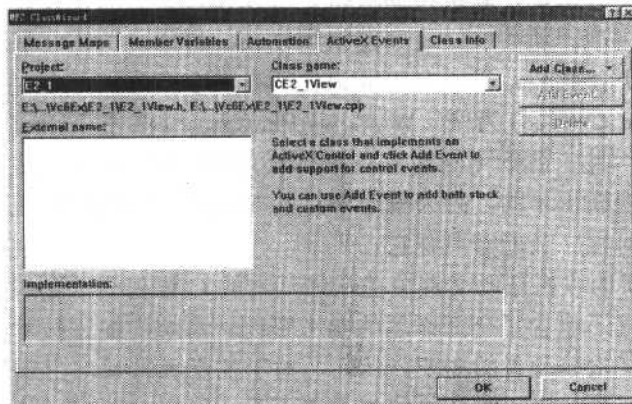 MFC ClassWizard
Message Maps Member Variables Automation ActiveX Events Class Info
Project:
Class name:
Add Class...
E2_1
CE2_1View
Add Event...
E:\...\Vc6Ex\E2_1\E2_1View.h, E:\...\Vc6Ex\E2_1\E2_1View.cpp
Delete
External name:
Select a class that implements an
ActiveX Control and click Add Event to
add support for control events.
You can use Add Event to add both stock
and custom events.
Implementation:
OK
Cancel